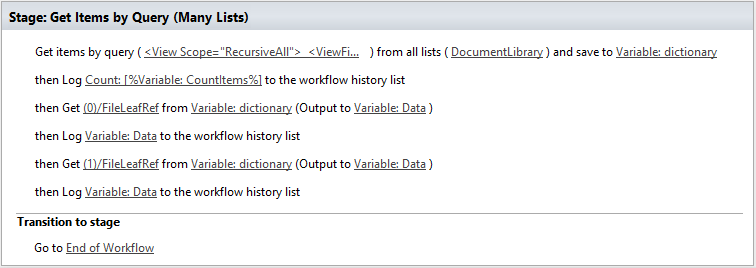 Stage: Get Items by Query (Many Lists)
Get items by query ( <View Scope="RecursiveAll"> <ViewFi... ) from all lists ( DocumentLibrary ) and save to Variable: dictionary
then Log Count: [%Variable: CountItems%] to the workflow history list
then Get (0)/FileLeafRef from Variable: dictionary (Output to Variable: Data )
then Log Variable: Data to the workflow history list
then Get (1)/FileLeafRef from Variable: dictionary (Output to Variable: Data )
then Log Variable: Data to the workflow history list
Transition to stage
Go to End of Workflow